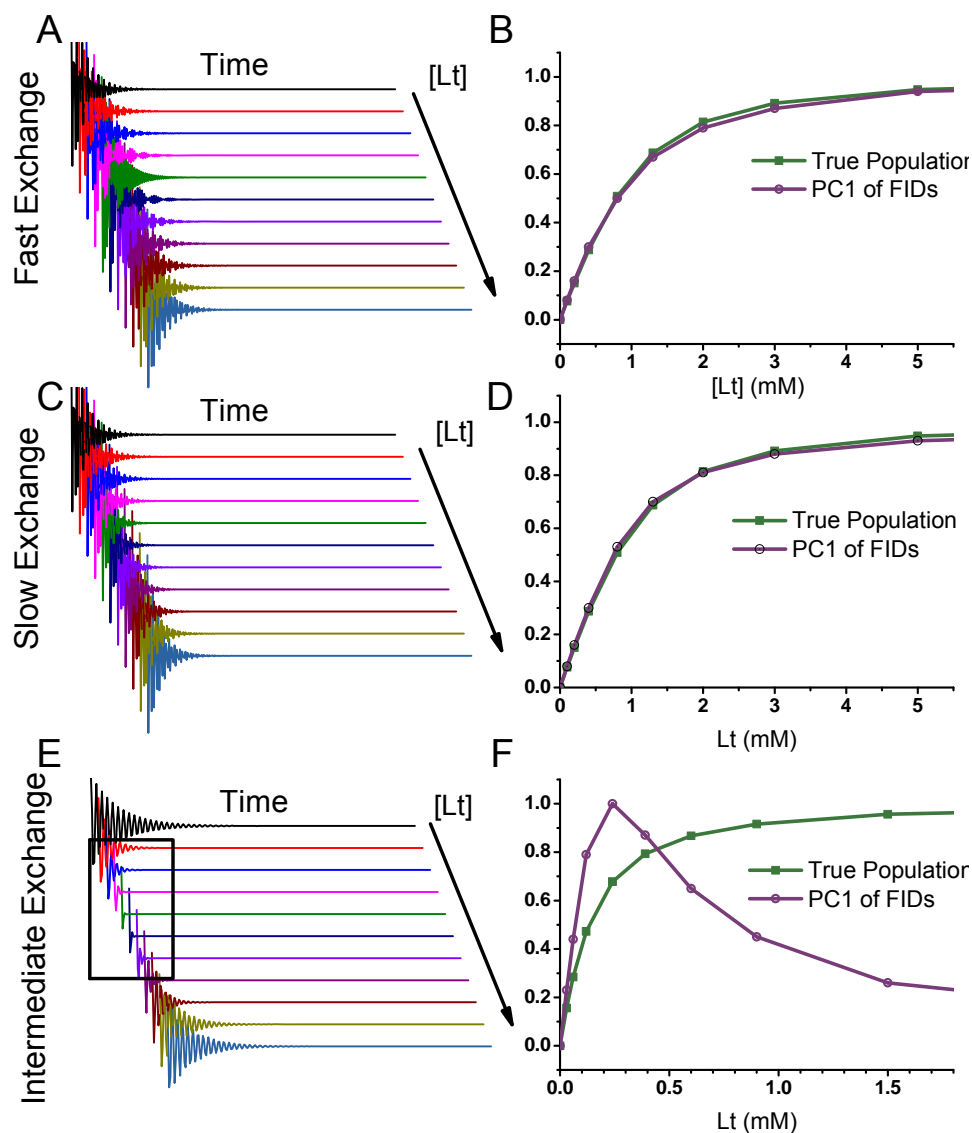 A
Time
[Lt]
Fast Exchange
B
1.0
0.8
0.6
0.4
0.2
0.0
True Population
PC1 of FIDs
0 1 2 3 4 5
[Lt] (mM)
C
Time
[Lt]
Slow Exchange
D
1.0
0.8
0.6
0.4
0.2
0.0
True Population
PC1 of FIDs
0 1 2 3 4 5
Lt (mM)
E
Time
[Lt]
Intermediate Exchange
F
1.0
0.8
0.6
0.4
0.2
0.0
True Population
PC1 of FIDs
0.0 0.5 1.0 1.5
Lt (mM)